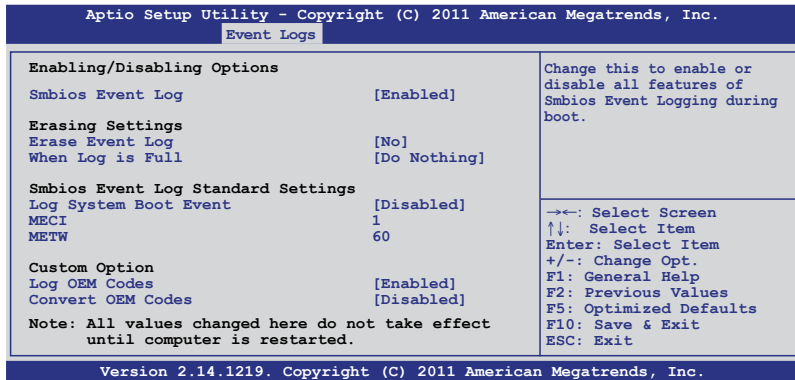 Aptio Setup Utility - Copyright (C) 2011 American Megatrends, Inc.
Event Logs
Enabling/Disabling Options
Smbios Event Log [Enabled]
Erasing Settings
Erase Event Log [No]
When Log is Full [Do Nothing]
Smbios Event Log Standard Settings
Log System Boot Event [Disabled]
MECI 1
METW 60
Custom Option
Log OEM Codes [Enabled]
Convert OEM Codes [Disabled]
Note: All values changed here do not take effect
until computer is restarted.
Change this to enable or
disable all features of
Smbios Event Logging during
boot.
→←: Select Screen
↑↓: Select Item
Enter: Select Item
+/-: Change Opt.
F1: General Help
F2: Previous Values
F5: Optimized Defaults
F10: Save & Exit
ESC: Exit
Version 2.14.1219. Copyright (C) 2011 American Megatrends, Inc.